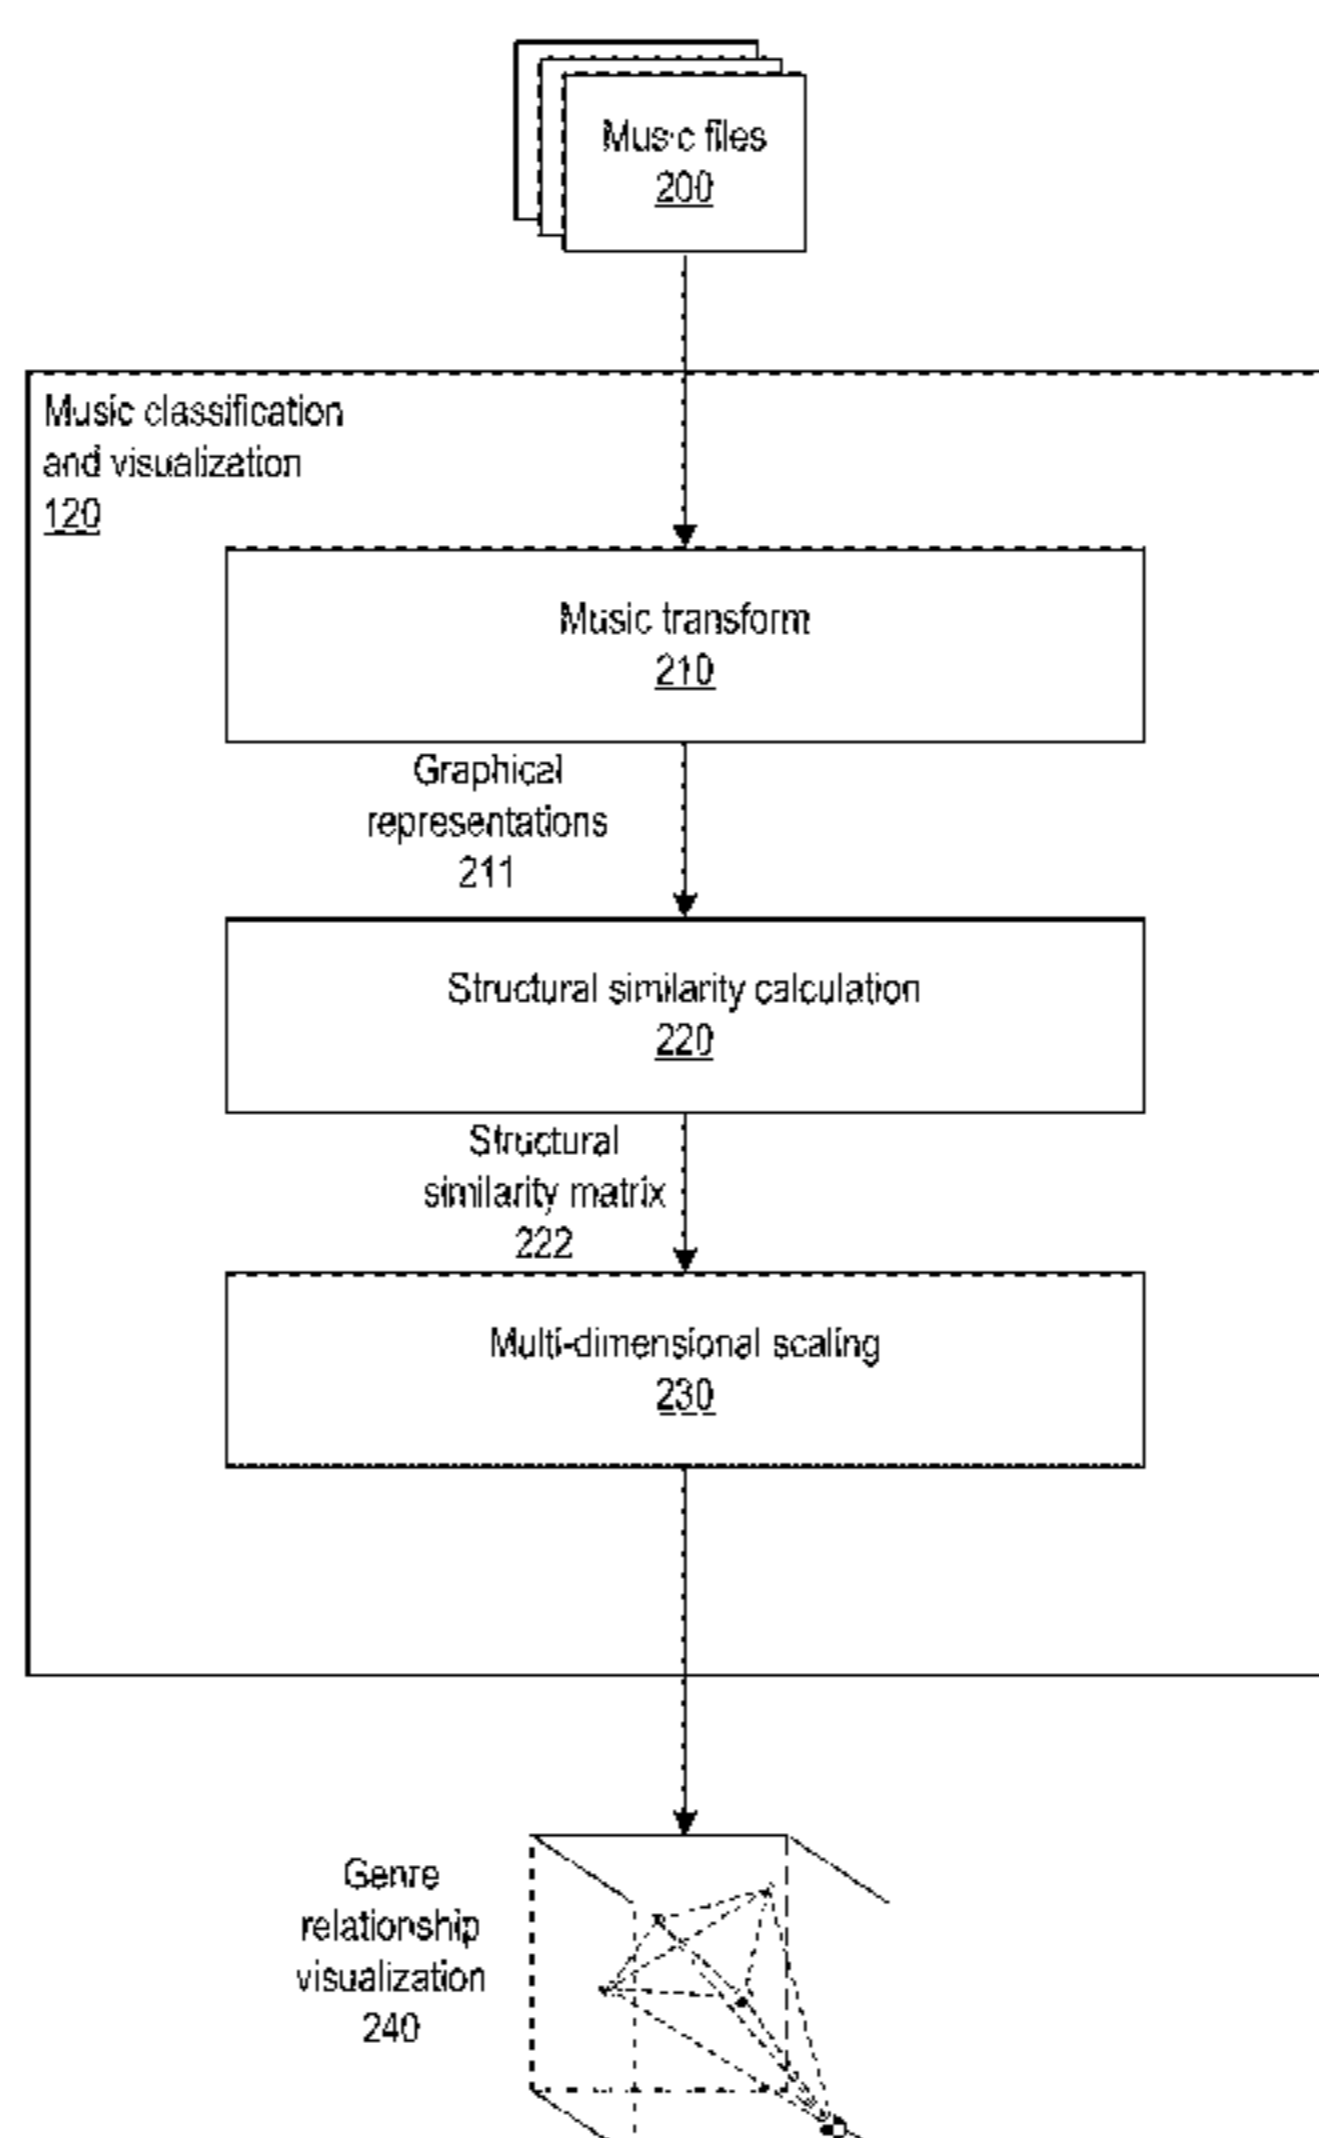 Music files
200
Music classification
and visualization
120
Music transform
210
Graphical
representations
211
Structural similarity calculation
220
Structural
similarity matrix
222
Multi-dimensional scaling
230
Genre
relationship
visualization
240